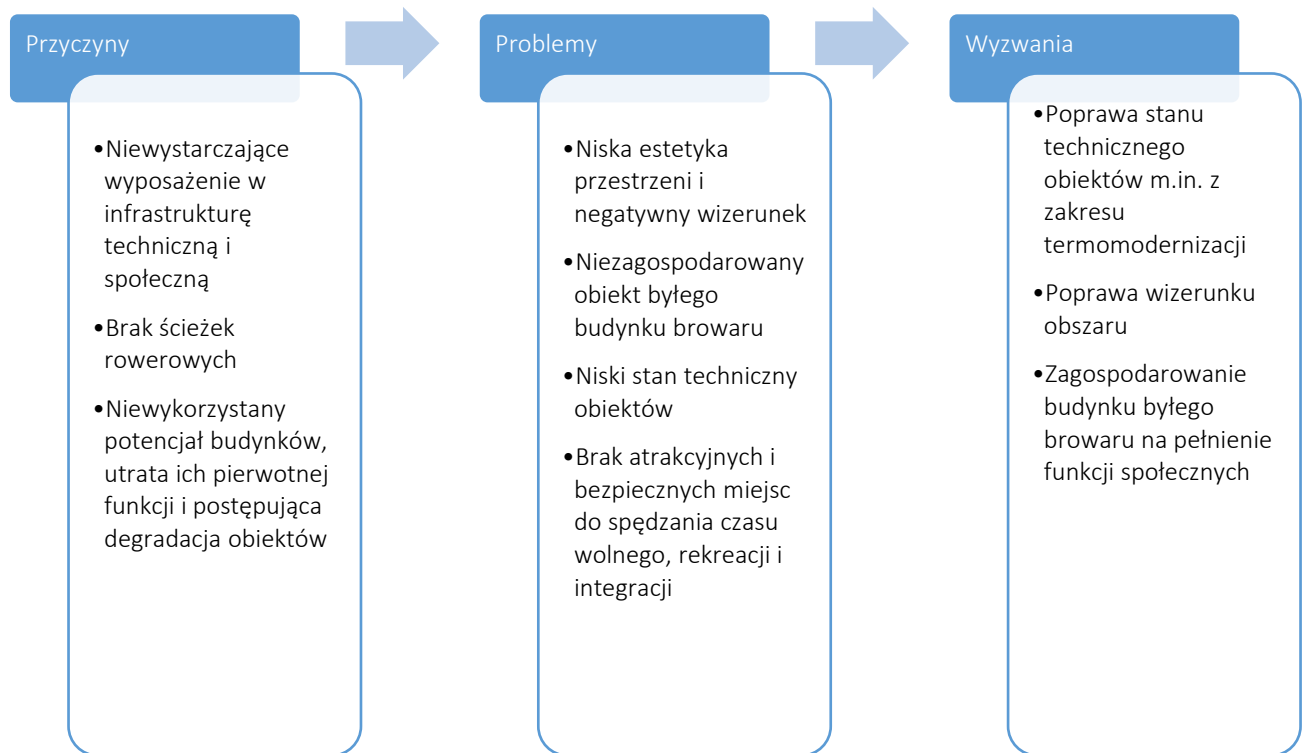 Przyczyny
•Niewystarczające
wyposażenie w
infrastrukturę
techniczną i
społeczną
•Brak ścieżek
rowerowych
•Niewykorzystany
potencjał budynków,
utrata ich pierwotnej
funkcji i postępująca
degradacja obiektów
Problemy
•Niska estetyka
przestrzeni i
negatywny wizerunek
•Niezagospodarowany
obiekt byłego
budynku browaru
•Niski stan techniczny
obiektów
•Brak atrakcyjnych i
bezpiecznych miejsc
do spędzania czasu
wolnego, rekreacji i
integracji
Wyzwania
•Poprawa stanu
technicznego
obiektów m.in. z
zakresu
termomodernizacji
•Poprawa wizerunku
obszaru
•Zagospodarowanie
budynku byłego
browaru na pełnienie
funkcji społecznych